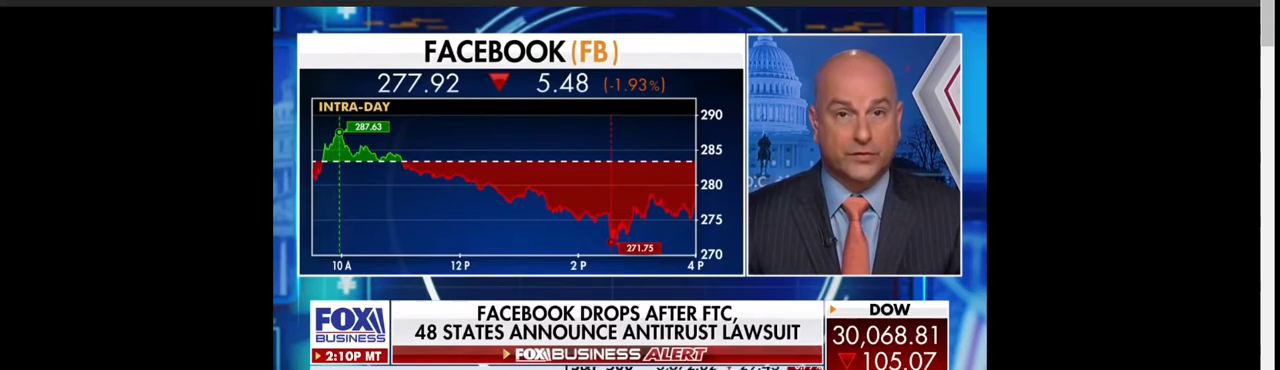 FACEBOOK (FB)
277.92 ▼ 5.48 (-1.93%)
INTRA-DAY
287.63
290
285
280
275
271.75
270
10 A 12 P 2 P 4 P
FOX
BUSINESS
2:10P MT
FACEBOOK DROPS AFTER FTC,
48 STATES ANNOUNCE ANTITRUST LAWSUIT
FOX BUSINESS ALERT
DOW
30,068.81
▼ 105.07